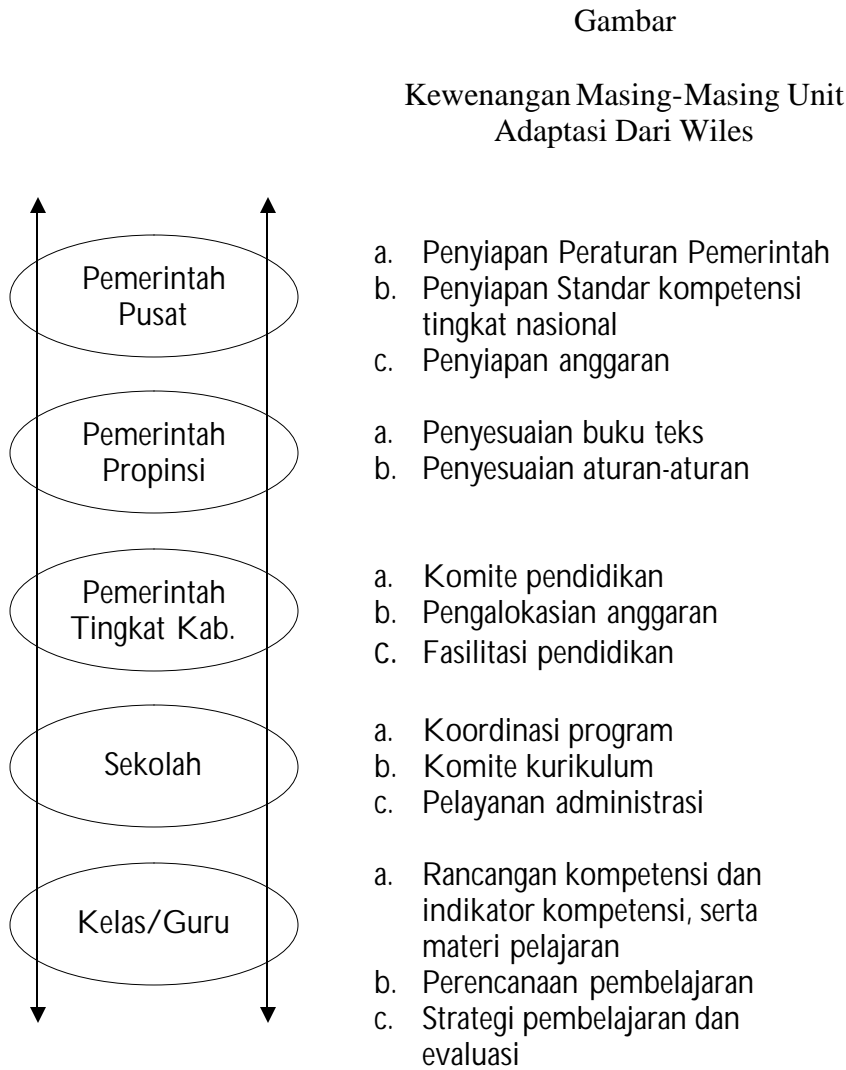 Gambar
Kewenangan Masing-Masing Unit
Adaptasi Dari Wiles
Pemerintah
Pusat
a. Penyiapan Peraturan Pemerintah
b. Penyiapan Standar kompetensi
tingkat nasional
c. Penyiapan anggaran
Pemerintah
Propinsi
a. Penyesuaian buku teks
b. Penyesuaian aturan-aturan
Pemerintah
Tingkat Kab.
a. Komite pendidikan
b. Pengalokasian anggaran
c. Fasilitasi pendidikan
Sekolah
a. Koordinasi program
b. Komite kurikulum
c. Pelayanan administrasi
Kelas/Guru
a. Rancangan kompetensi dan
indikator kompetensi, serta
materi pelajaran
b. Perencanaan pembelajaran
c. Strategi pembelajaran dan
evaluasi